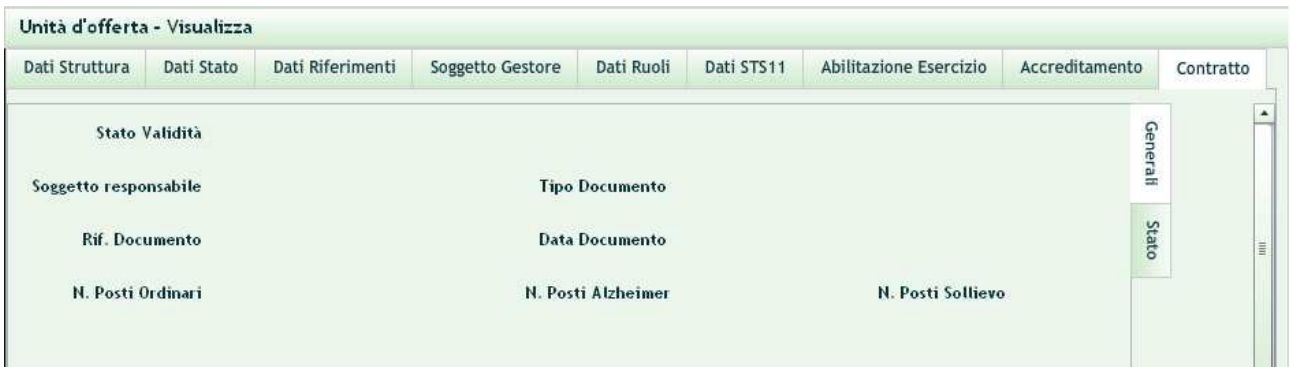 Unità d'offerta - Visualizza
Dati Struttura Dati Stato Dati Riferimenti Soggetto Gestore Dati Ruoli Dati STS11 Abilitazione Esercizio Accreditamento Contratto
Stato Validità
Soggetto responsabile Tipo Documento
Rif. Documento Data Documento
N. Posti Ordinari N. Posti Alzheimer N. Posti Sollievo
Generali
Stato